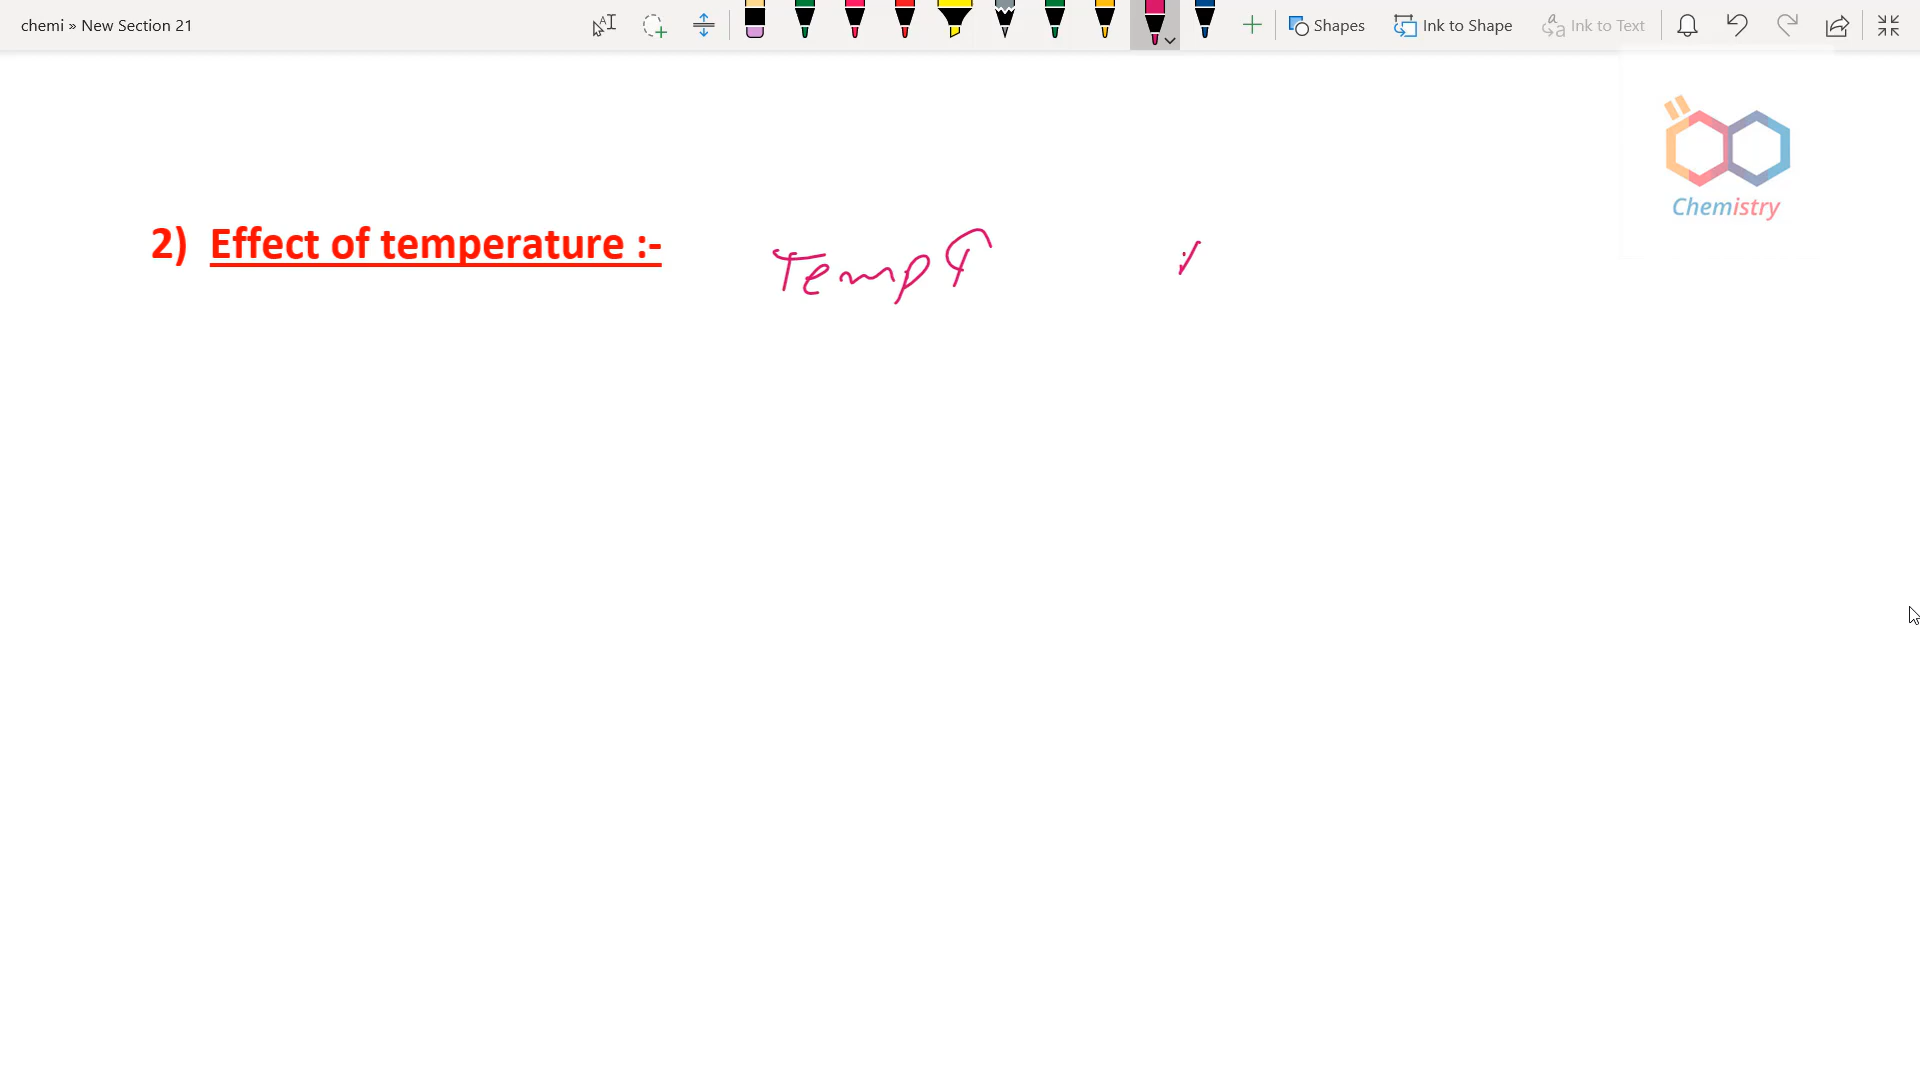 chemi » New Section 21
Shapes
Ink to Shape
Ink to Text
Chemistry
2) Effect of temperature :-
Temp ↑